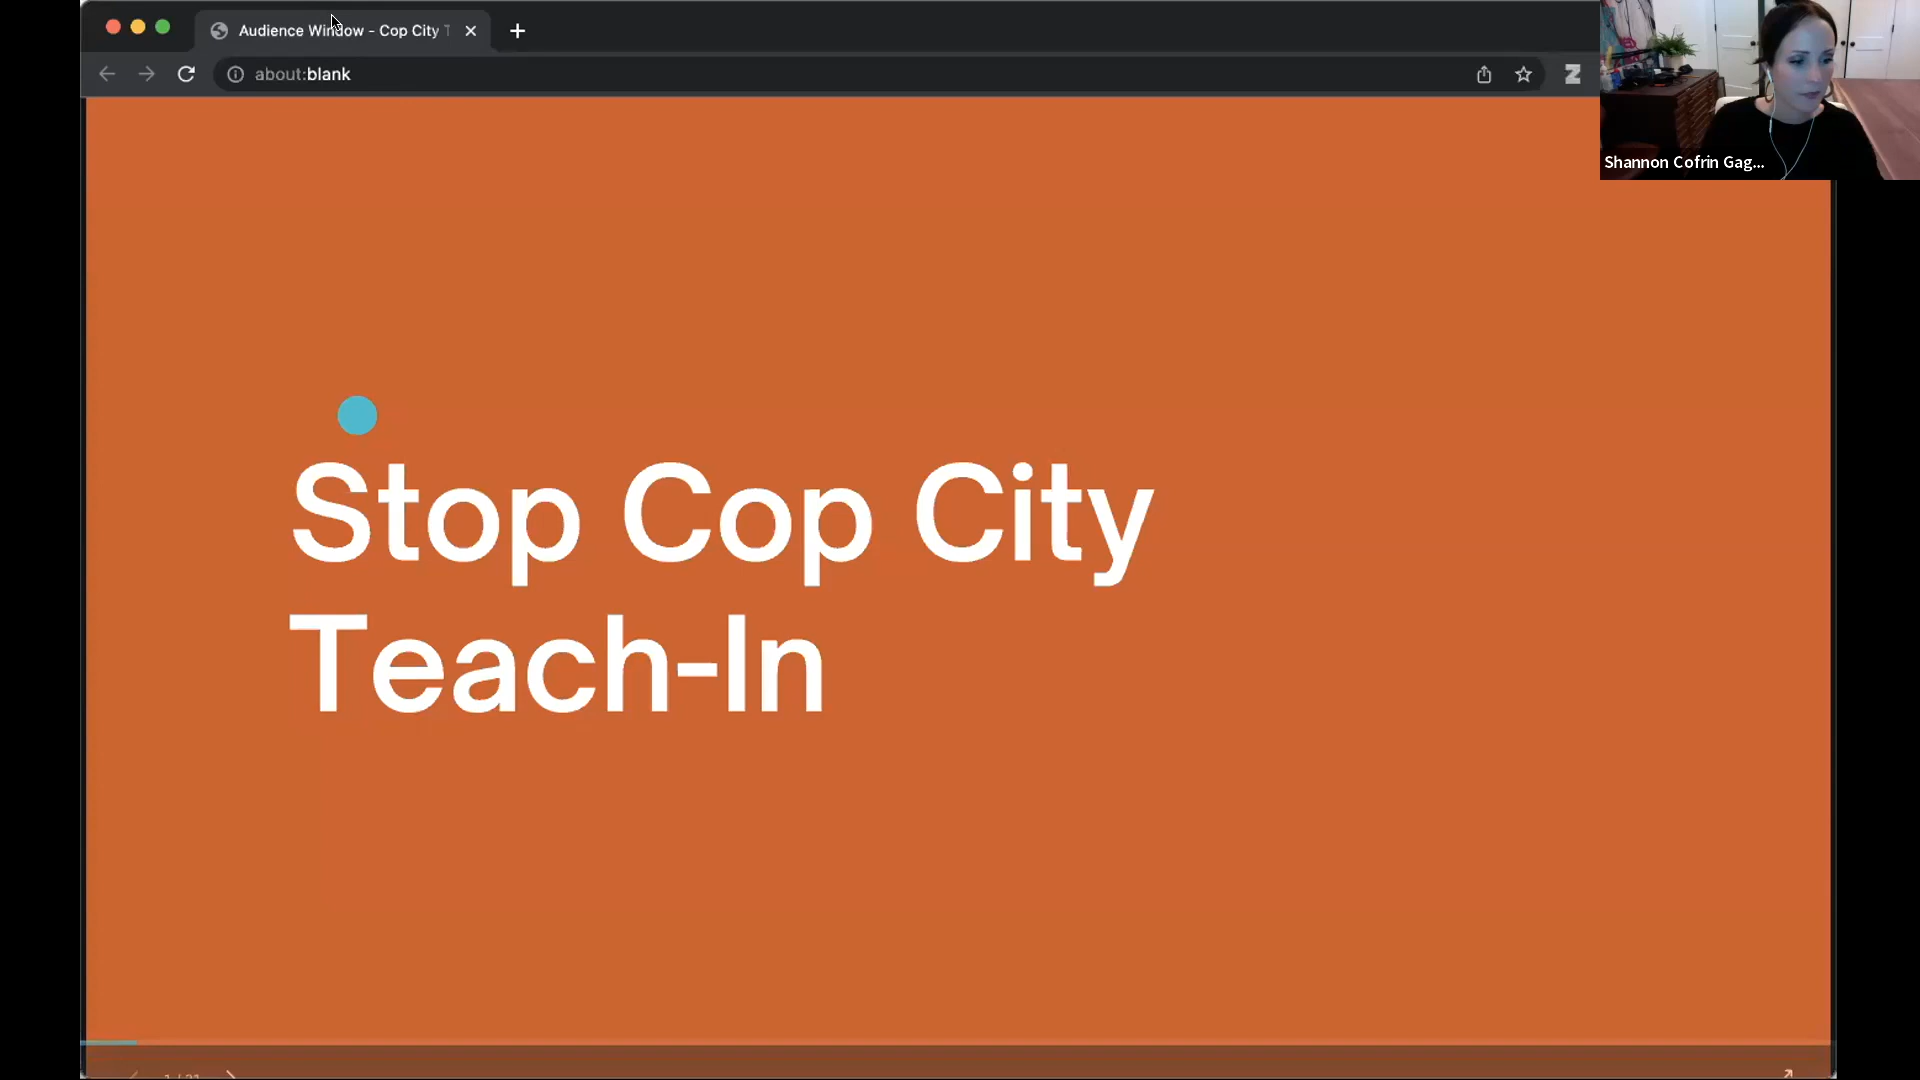 Audience Window - Cop City
about:blank
Shannon Cofrin Gag...
Stop Cop City
Teach-In